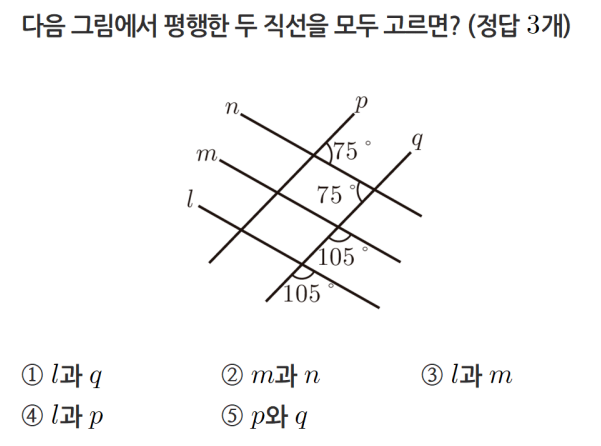 다음 그림에서 평행한 두 직선을 모두 고르면? (정답 3개)
p
n
q
75°
m
75°
l
105°
105°
① l과 q ② m과 n ③ l과 m
④ l과 p ⑤ p와 q